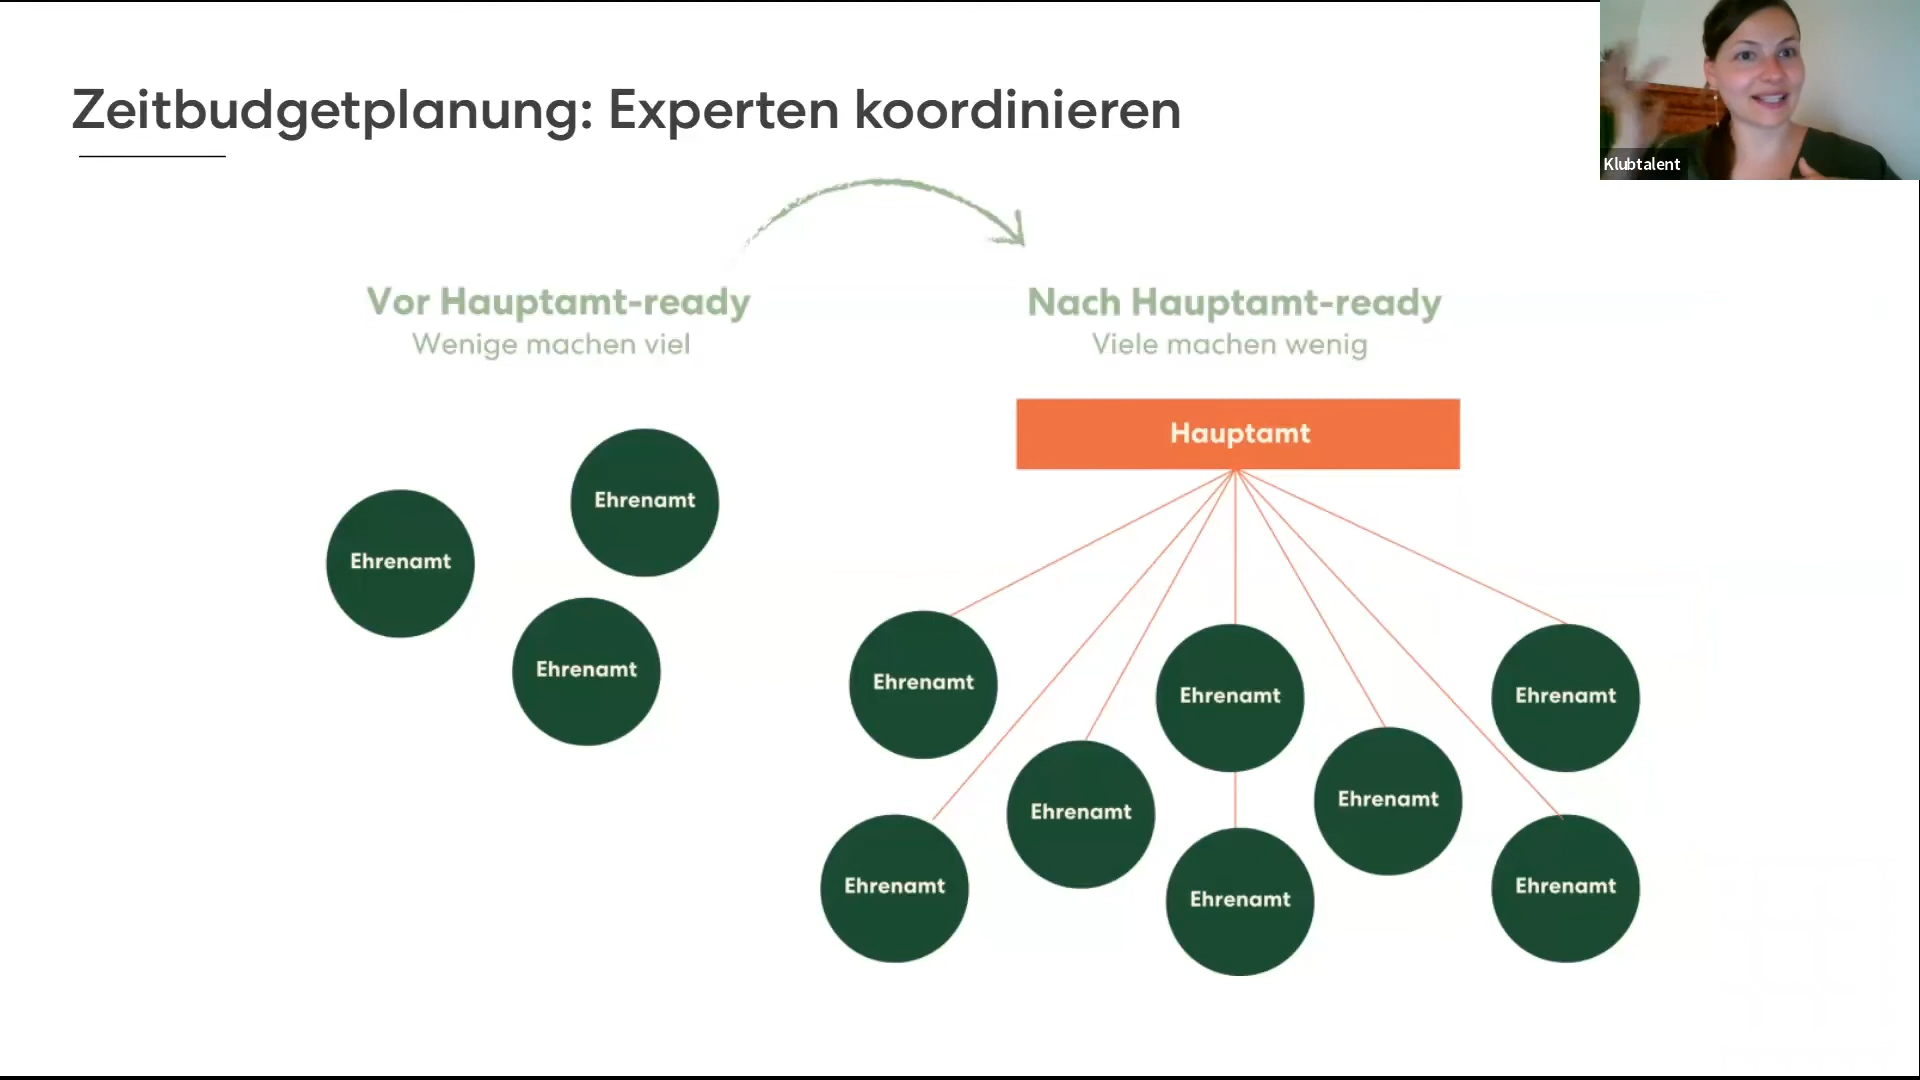 Zeitbudgetplanung: Experten koordinieren
Klubtalent
Vor Hauptamt-ready
Wenige machen viel
Nach Hauptamt-ready
Viele machen wenig
Hauptamt
Ehrenamt
Ehrenamt
Ehrenamt
Ehrenamt
Ehrenamt
Ehrenamt
Ehrenamt
Ehrenamt
Ehrenamt
Ehrenamt
Ehrenamt